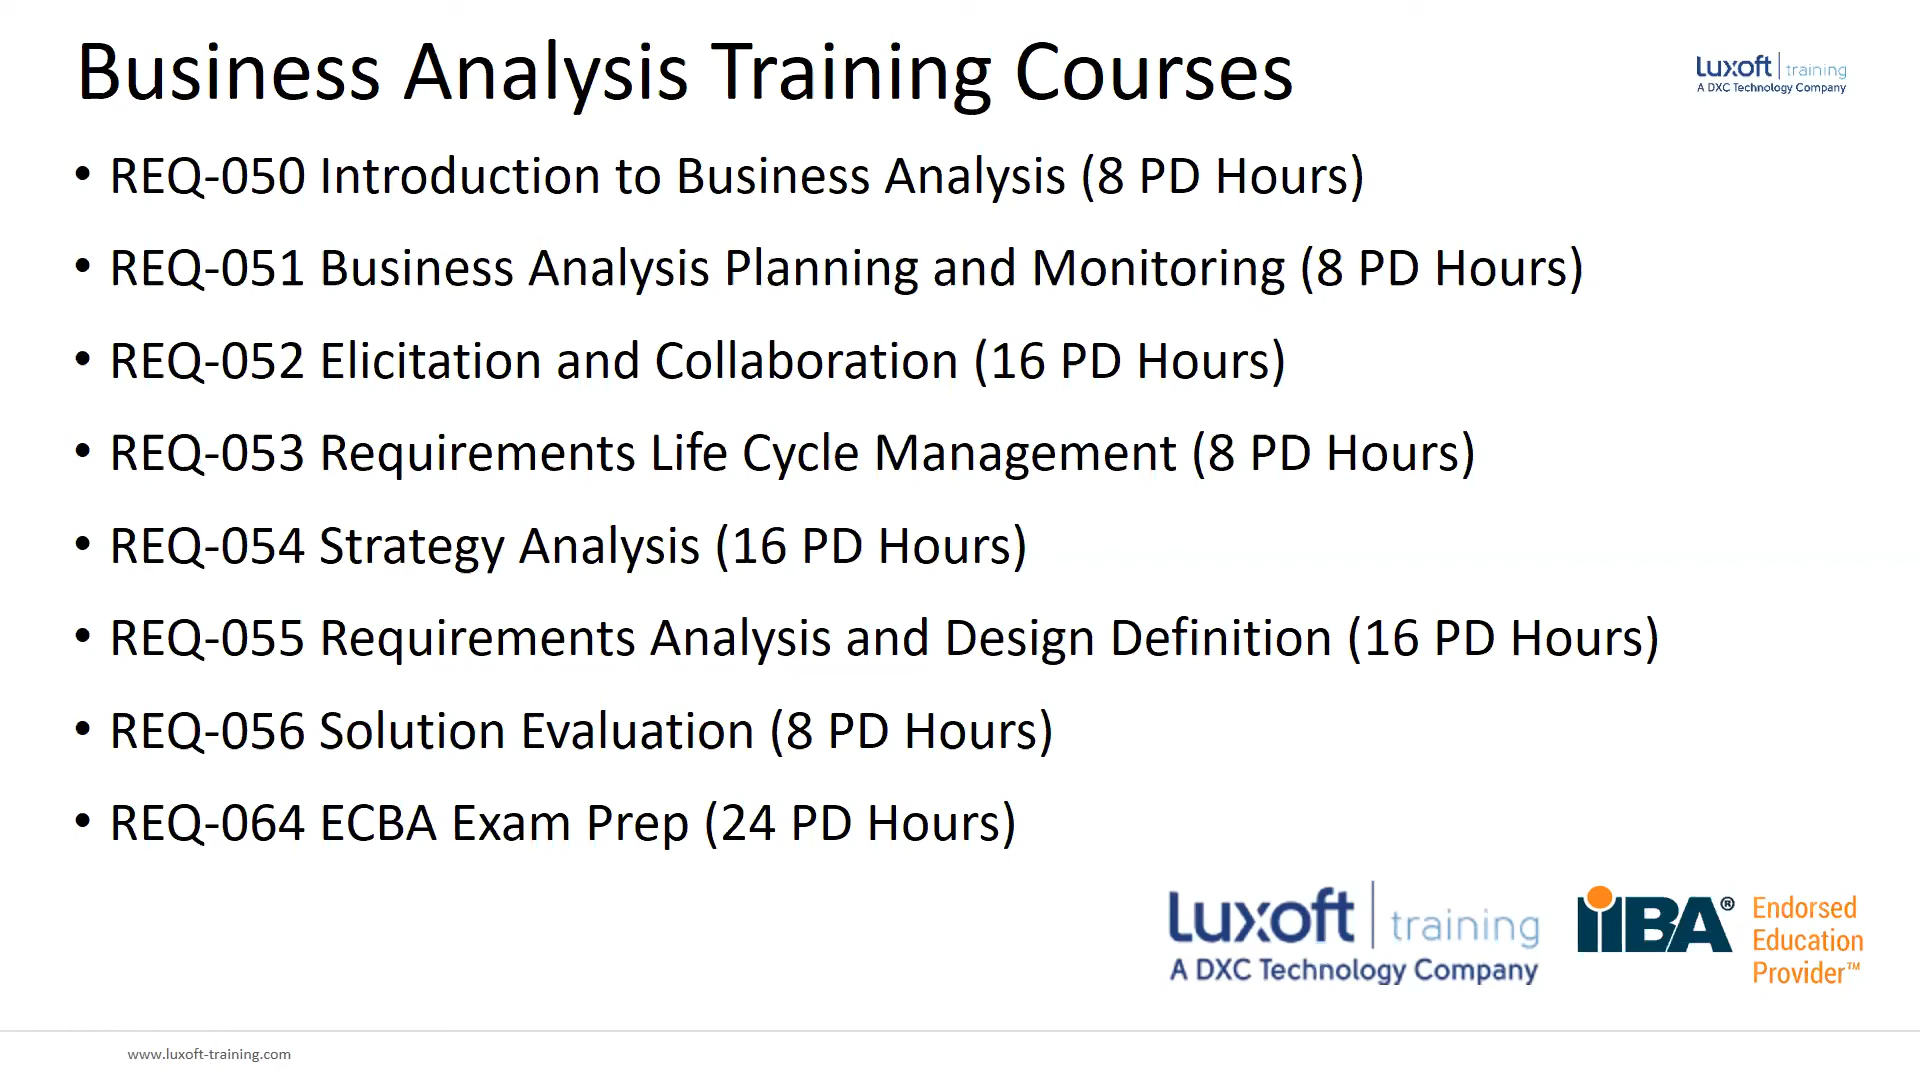 Business Analysis Training Courses
luxoft training
A DXC Technology Company
• REQ-050 Introduction to Business Analysis (8 PD Hours)
• REQ-051 Business Analysis Planning and Monitoring (8 PD Hours)
• REQ-052 Elicitation and Collaboration (16 PD Hours)
• REQ-053 Requirements Life Cycle Management (8 PD Hours)
• REQ-054 Strategy Analysis (16 PD Hours)
• REQ-055 Requirements Analysis and Design Definition (16 PD Hours)
• REQ-056 Solution Evaluation (8 PD Hours)
• REQ-064 ECBA Exam Prep (24 PD Hours)
luxoft training
A DXC Technology Company
iiBA®
Endorsed
Education
Provider™
www.luxoft-training.com